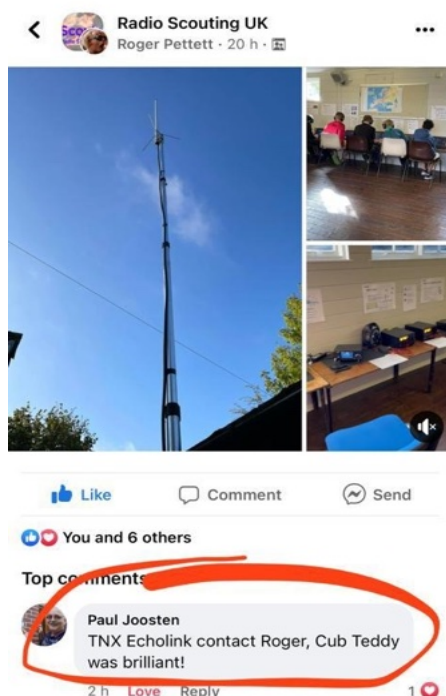 Radio Scouting UK
Roger Pettett · 20 h ·
Like
Comment
Send
You and 6 others
Top comments
Paul Joosten
TNX Echolink contact Roger, Cub Teddy
was brilliant!
2 h Love Reply 1